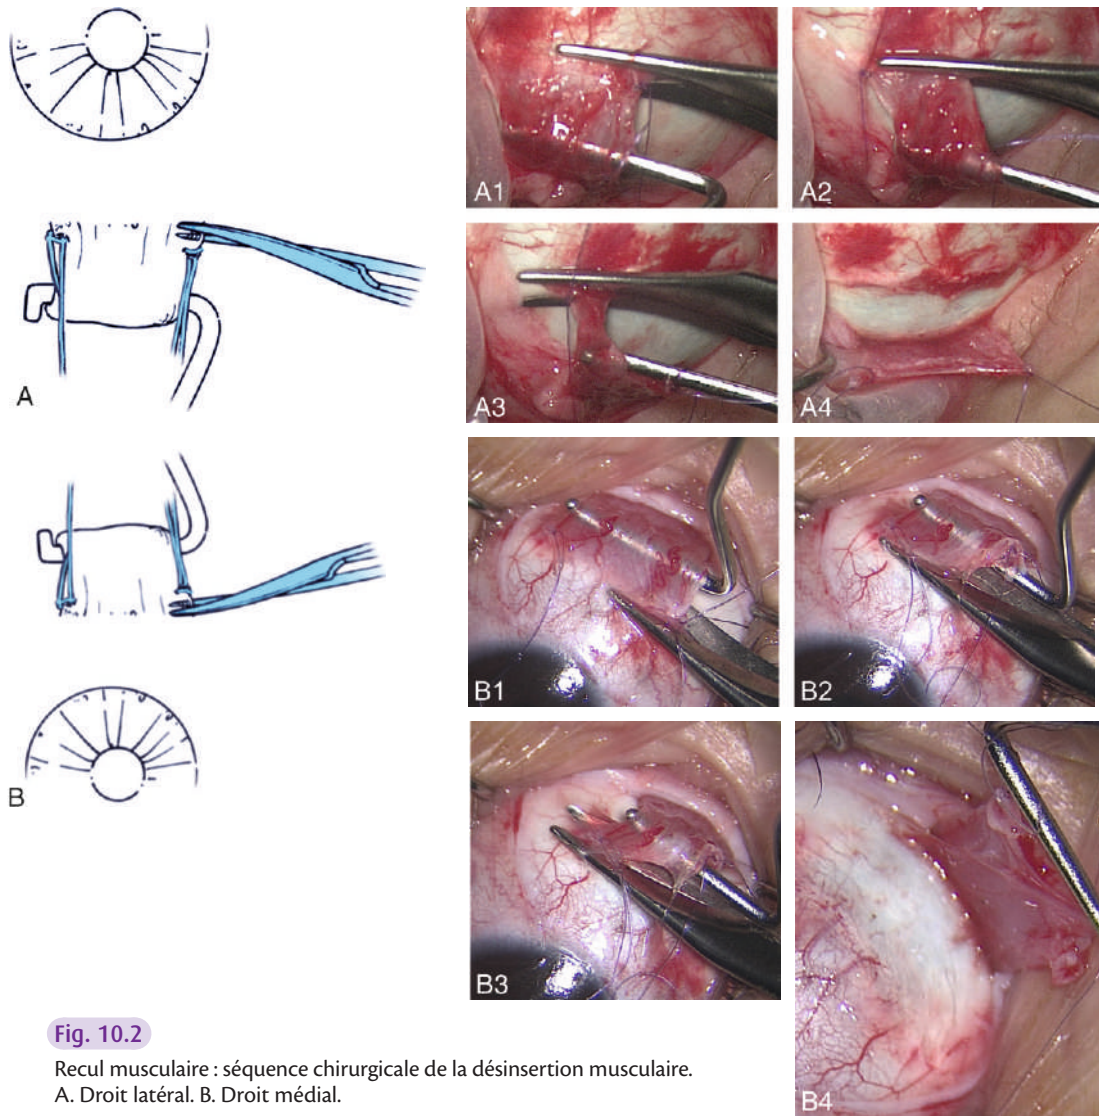 A1
A2
A
A3
A4
B1
B2
B
B3
B4
Fig. 10.2
Recul musculaire : séquence chirurgicale de la désinsertion musculaire.
A. Droit latéral. B. Droit médial.